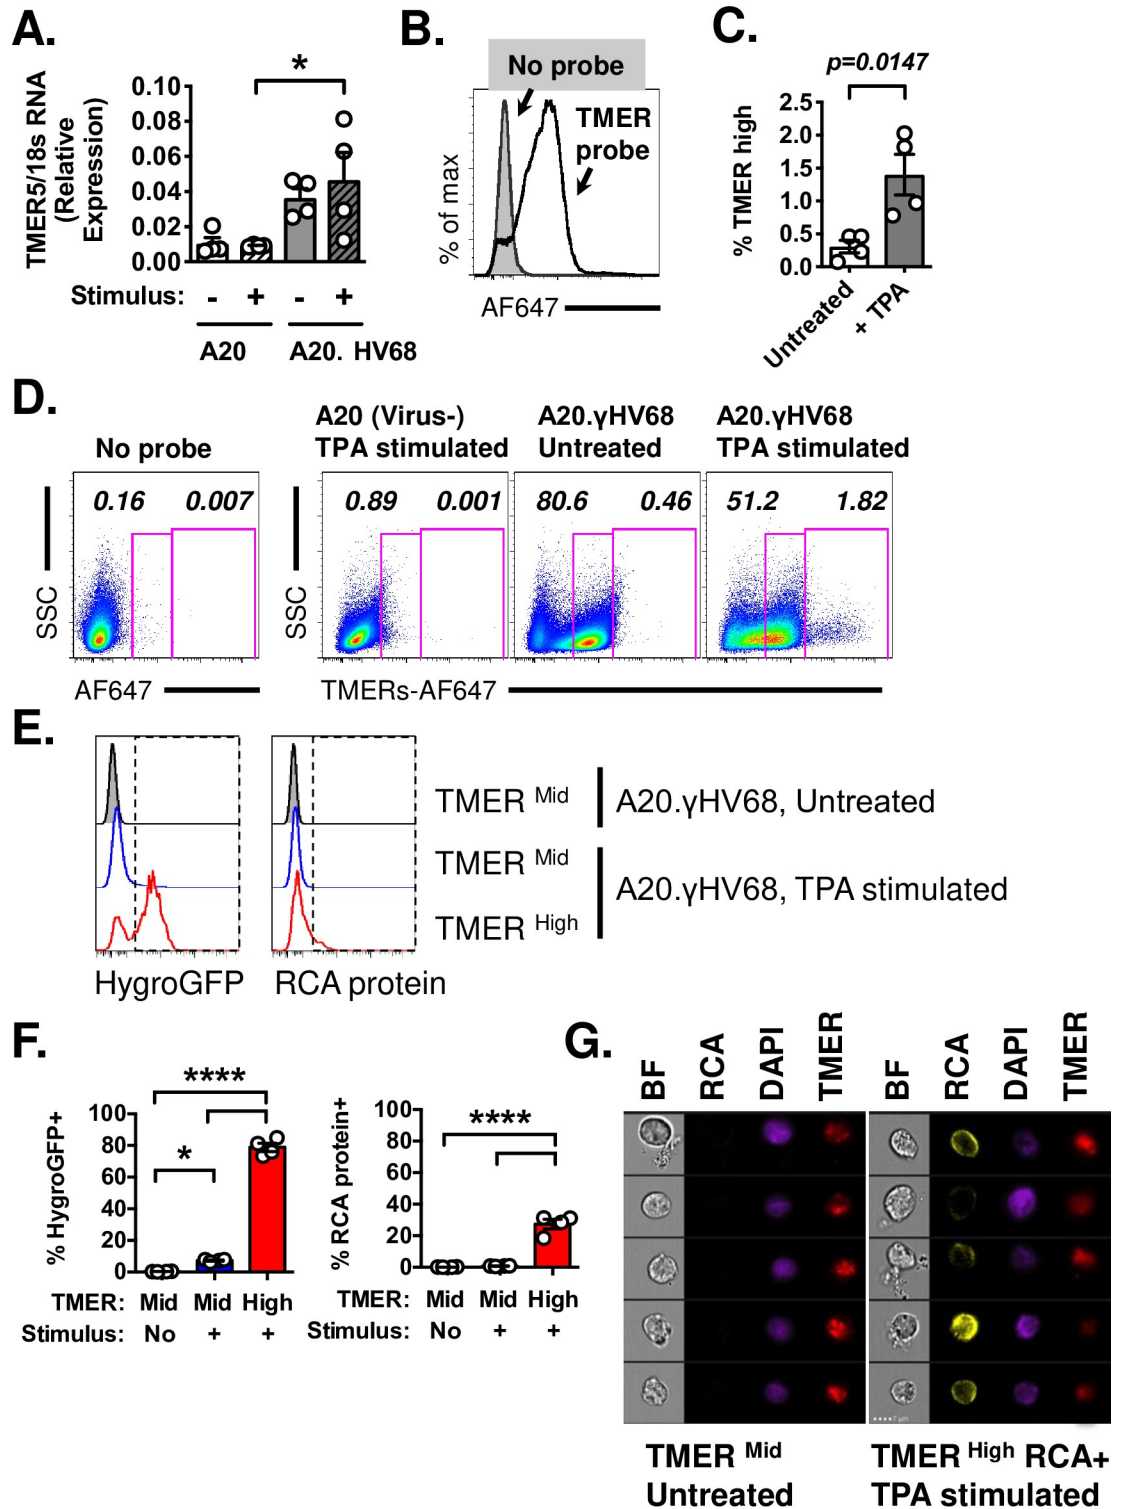 A.
TMER5/18s RNA
(Relative
Expression)
0.10
0.08
0.06
0.04
0.02
0.00
*
Stimulus: - + - +
A20 A20. HV68
B.
No probe
TMER
probe
% of max
AF647
C.
p=0.0147
% TMER high
2.5
2.0
1.5
1.0
0.5
0.0
Untreated
+ TPA
D.
No probe
A20 (Virus-)
TPA stimulated
A20.γHV68
Untreated
A20.γHV68
TPA stimulated
0.16 0.007
0.89 0.001
80.6 0.46
51.2 1.82
SSC
SSC
AF647
TMERs-AF647
E.
TMER Mid
A20.γHV68, Untreated
TMER Mid
A20.γHV68, TPA stimulated
TMER High
HygroGFP
RCA protein
F.
% HygroGFP+
100
80
60
40
20
0
****
*
TMER: Mid Mid High
Stimulus: No + +
% RCA protein+
100
80
60
40
20
0
****
TMER: Mid Mid High
Stimulus: No + +
G.
BF RCA DAPI TMER
BF RCA DAPI TMER
7 µm
TMER Mid
Untreated
TMER High RCA+
TPA stimulated